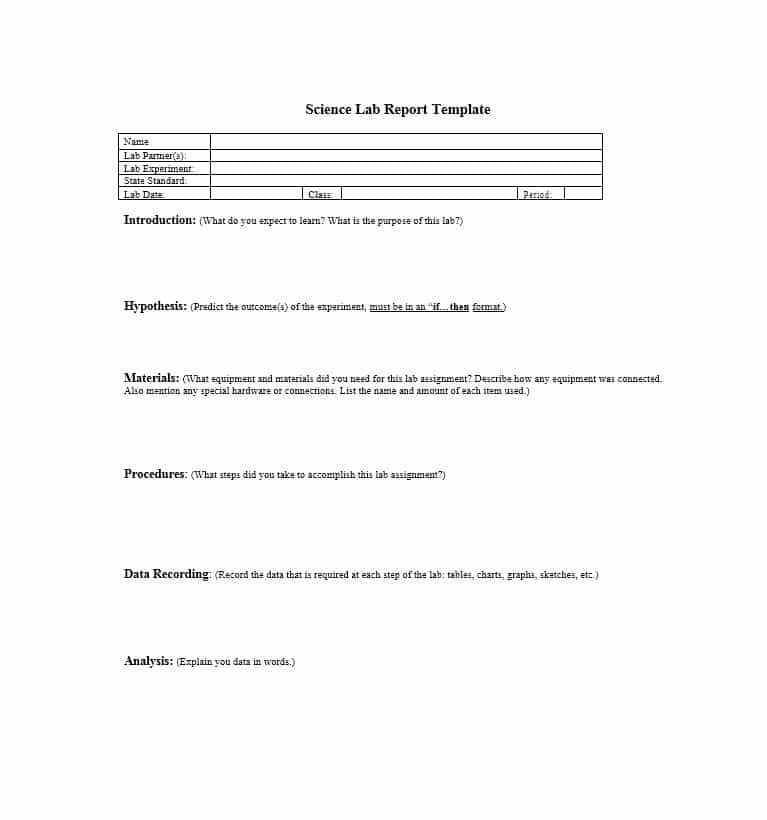 Science Lab Report Template
Name
Lab Partner(s):
Lab Experiment:
State Standard:
Lab Date: Class: Period:
Introduction: (What do you expect to learn? What is the purpose of this lab?)
Hypothesis: (Predict the outcome(s) of the experiment, must be in an “if…then format.)
Materials: (What equipment and materials did you need for this lab assignment? Describe how any equipment was connected.
Also mention any special hardware or connections. List the name and amount of each item used.)
Procedures: (What steps did you take to accomplish this lab assignment?)
Data Recording: (Record the data that is required at each step of the lab: tables, charts, graphs, sketches, etc.)
Analysis: (Explain you data in words.)